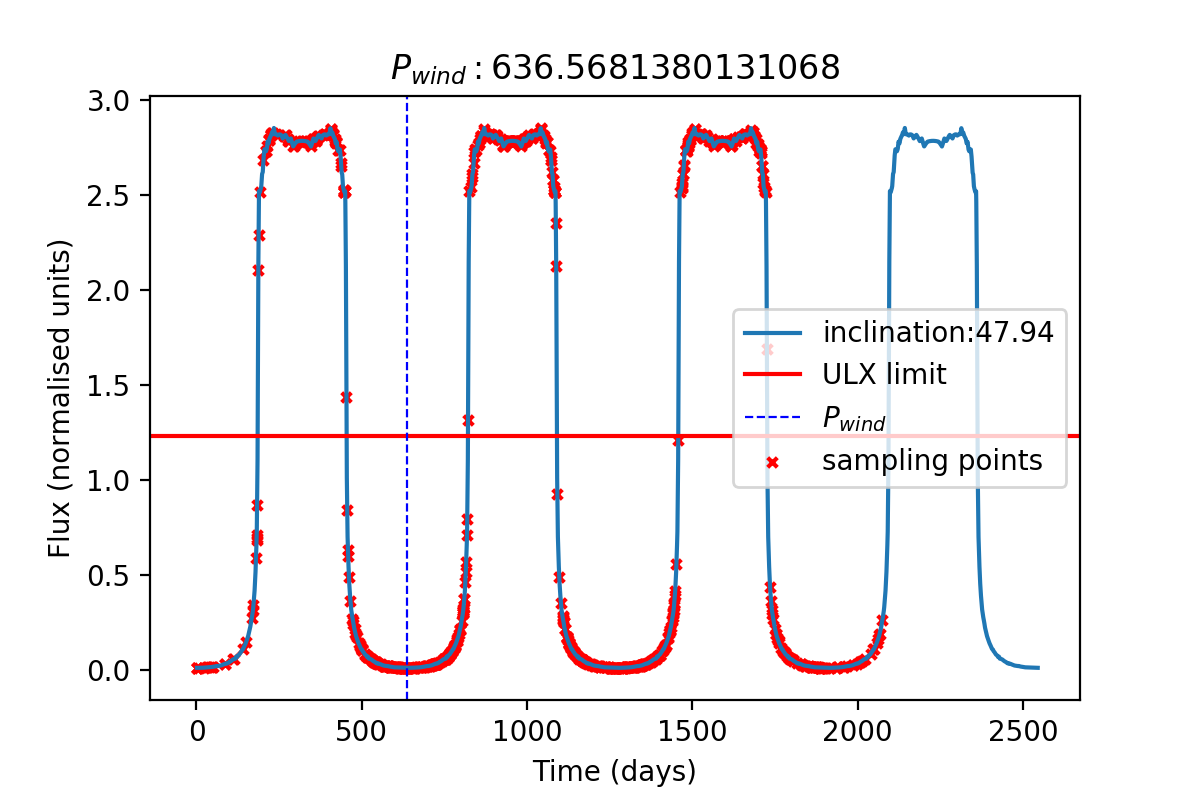 P_wind : 636.5681380131068
Flux (normalised units)
3.0
2.5
2.0
1.5
1.0
0.5
0.0
inclination:47.94
ULX limit
P_wind
sampling points
0 500 1000 1500 2000 2500
Time (days)